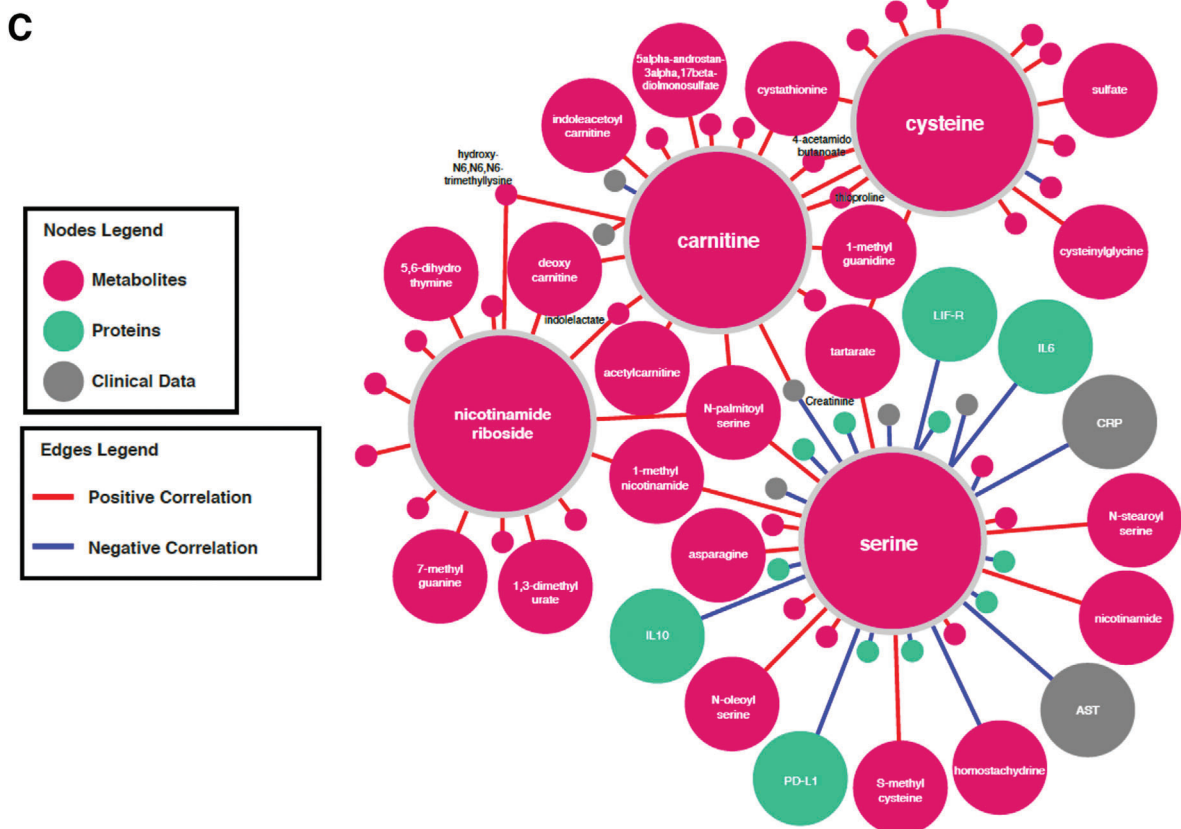 C
5alpha-androstan-
3alpha,17beta-
diolmonosulfate
cystathionine
sulfate
indoleacetoyl
carnitine
cysteine
4-acetamido
butanoate
hydroxy-
N6,N6,N6-
trimethyllysine
thioproline
Nodes Legend
Metabolites
Proteins
Clinical Data
carnitine
1-methyl
guanidine
cysteinylglycine
5,6-dihydro
thymine
deoxy
carnitine
LIF-R
indolelactate
IL6
tartarate
acetylcarnitine
Creatinine
nicotinamide
riboside
N-palmitoyl
serine
CRP
Edges Legend
Positive Correlation
Negative Correlation
1-methyl
nicotinamide
N-stearoyl
serine
serine
asparagine
7-methyl
guanine
1,3-dimethyl
urate
nicotinamide
IL10
N-oleoyl
serine
AST
PD-L1
S-methyl
cysteine
homostachydrine